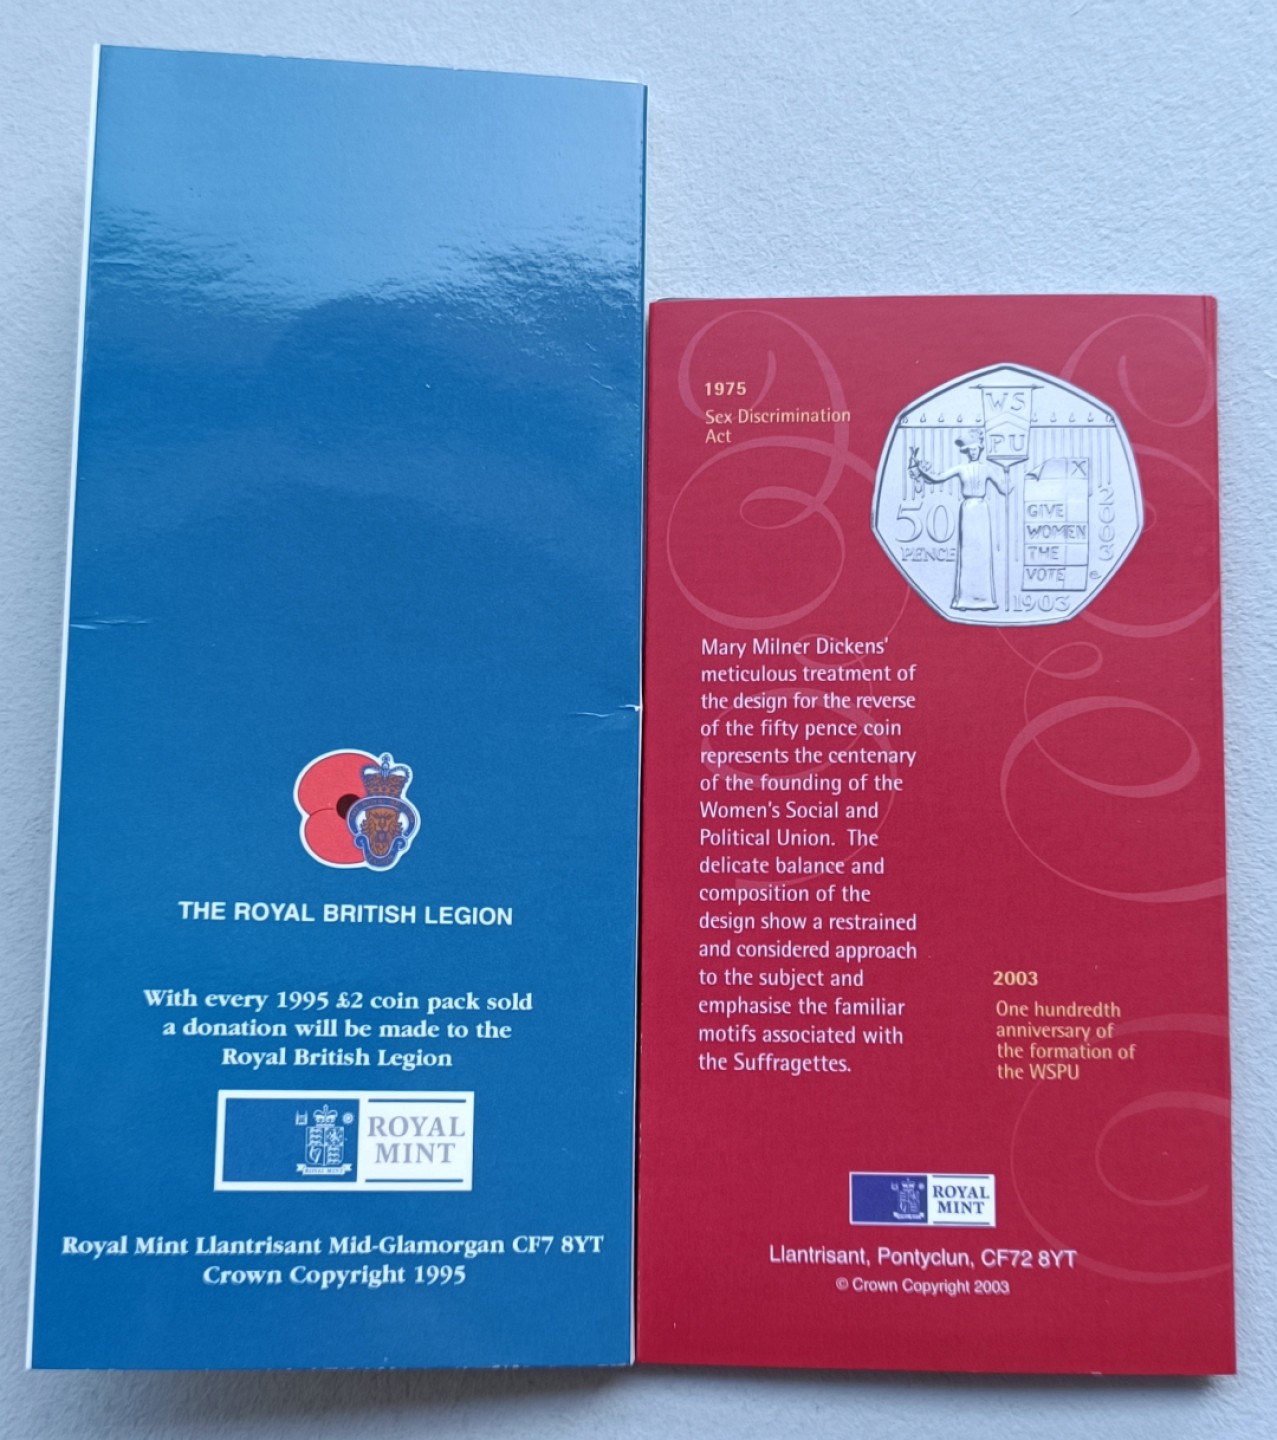 THE ROYAL BRITISH LEGION
With every 1995 £2 coin pack sold
a donation will be made to the
Royal British Legion
ROYAL
MINT
Royal Mint Llantrisant Mid-Glamorgan CF7 8YT
Crown Copyright 1995
1975
Sex Discrimination
Act
WS
PU
X
50
PENCE
GIVE
WOMEN
THE
VOTE
2003
1903
Mary Milner Dickens'
meticulous treatment of
the design for the reverse
of the fifty pence coin
represents the centenary
of the founding of the
Women's Social and
Political Union. The
delicate balance and
composition of the
design show a restrained
and considered approach
to the subject and
emphasise the familiar
motifs associated with
the Suffragettes.
2003
One hundredth
anniversary of
the formation of
the WSPU
ROYAL
MINT
Llantrisant, Pontyclun, CF72 8YT
© Crown Copyright 2003